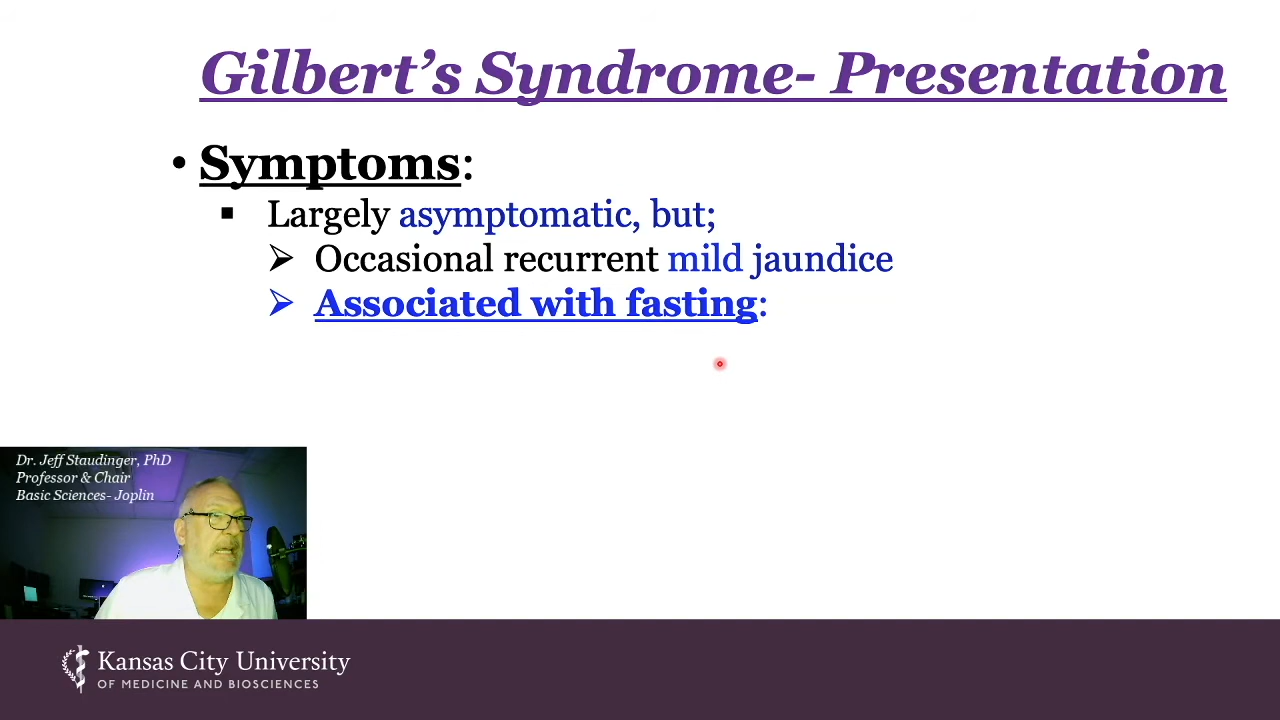 Gilbert’s Syndrome- Presentation
• Symptoms:
▪ Largely asymptomatic, but;
➢ Occasional recurrent mild jaundice
➢ Associated with fasting:
Dr. Jeff Staudinger, PhD
Professor & Chair
Basic Sciences- Joplin
Kansas City University
OF MEDICINE AND BIOSCIENCES